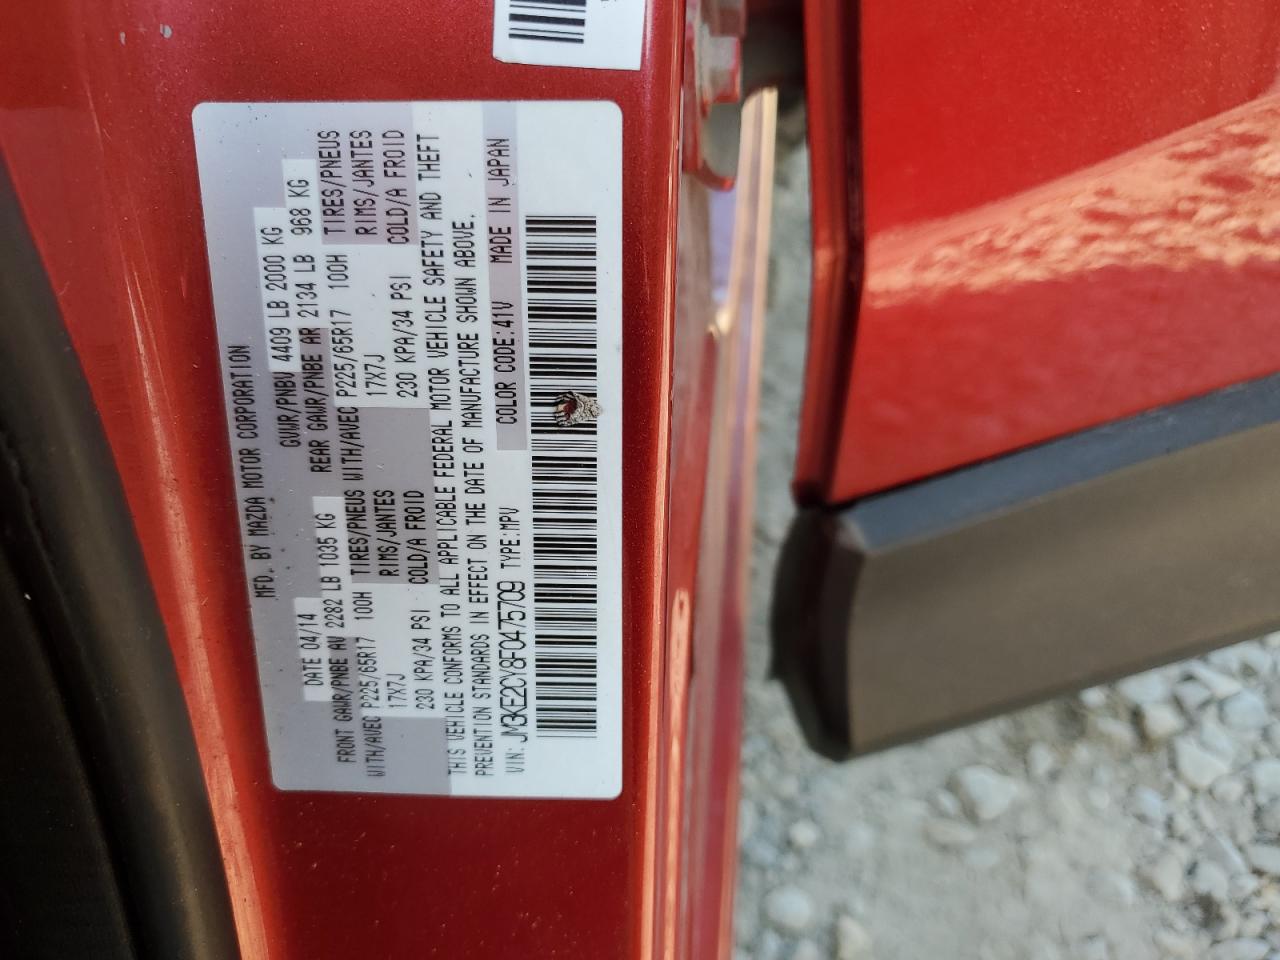 MFD. BY MAZDA MOTOR CORPORATION
DATE 04/14 GVWR/PNBV 4409 LB 2000 KG
FRONT GAWR/PNBE AV 2282 LB 1035 KG REAR GAWR/PNBE AR 2134 LB 968 KG
WITH/AVEC P225/65R17 100H TIRES/PNEUS WITH/AVEC P225/65R17 100H TIRES/PNEUS
17X7J RIMS/JANTES 17X7J RIMS/JANTES
230 KPA/34 PSI COLD/A FROID 230 KPA/34 PSI COLD/A FROID
THIS VEHICLE CONFORMS TO ALL APPLICABLE FEDERAL MOTOR VEHICLE SAFETY AND THEFT
PREVENTION STANDARDS IN EFFECT ON THE DATE OF MANUFACTURE SHOWN ABOVE.
VIN: JM3KE2CY8F0475709 TYPE:MPV COLOR CODE:41V MADE IN JAPAN